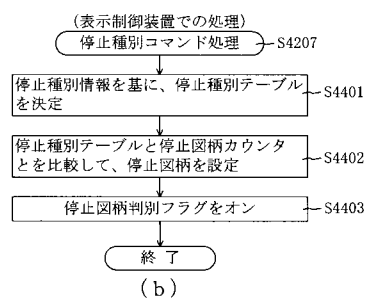 (表示制御装置での処理)
停止種別コマンド処理 S4207
停止種別情報を基に、停止種別テーブル
を決定 S4401
停止種別テーブルと停止図柄カウンタ
とを比較して、停止図柄を設定 S4402
停止図柄判別フラグをオン S4403
終了
(b)